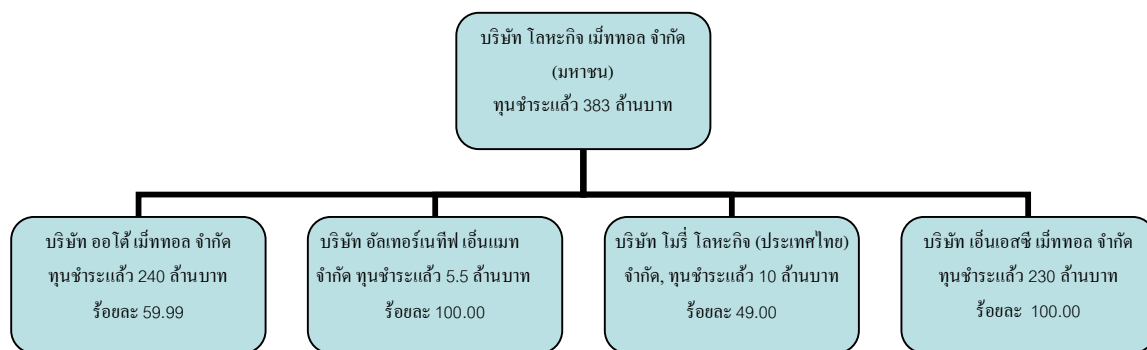 บริษัท โลหะกิจ เม็ททอล จำกัด
(มหาชน)
ทุนชำระแล้ว 383 ล้านบาท
บริษัท ออโต้ เม็ททอล จำกัด
ทุนชำระแล้ว 240 ล้านบาท
ร้อยละ 59.99
บริษัท อัลเทอร์เนทีฟ เอ็นแมท
จำกัด ทุนชำระแล้ว 5.5 ล้านบาท
ร้อยละ 100.00
บริษัท โมรี่ โลหะกิจ (ประเทศไทย)
จำกัด, ทุนชำระแล้ว 10 ล้านบาท
ร้อยละ 49.00
บริษัท เอ็นเอสซี เม็ททอล จำกัด
ทุนชำระแล้ว 230 ล้านบาท
ร้อยละ 100.00